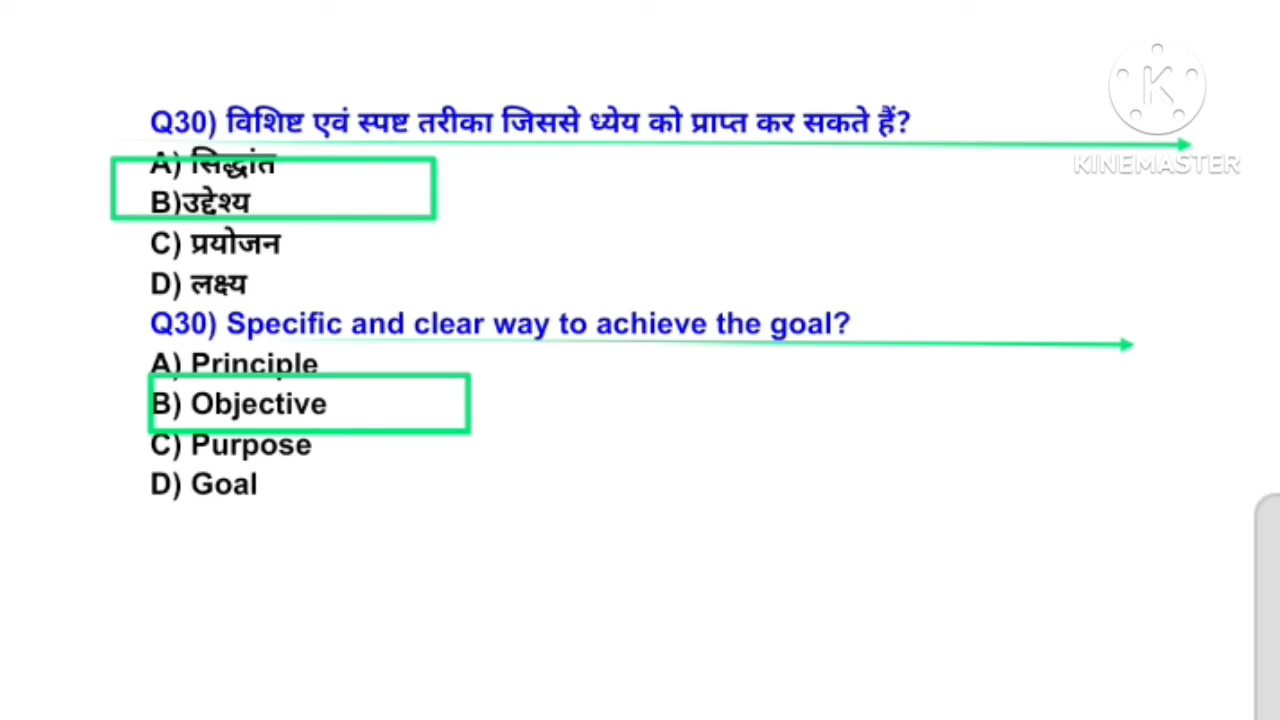 Q30) विशिष्ट एवं स्पष्ट तरीका जिससे ध्येय को प्राप्त कर सकते हैं?
A) सिद्धांत
B)उद्देश्य
C) प्रयोजन
D) लक्ष्य
Q30) Specific and clear way to achieve the goal?
A) Principle
B) Objective
C) Purpose
D) Goal
K
KINEMASTER